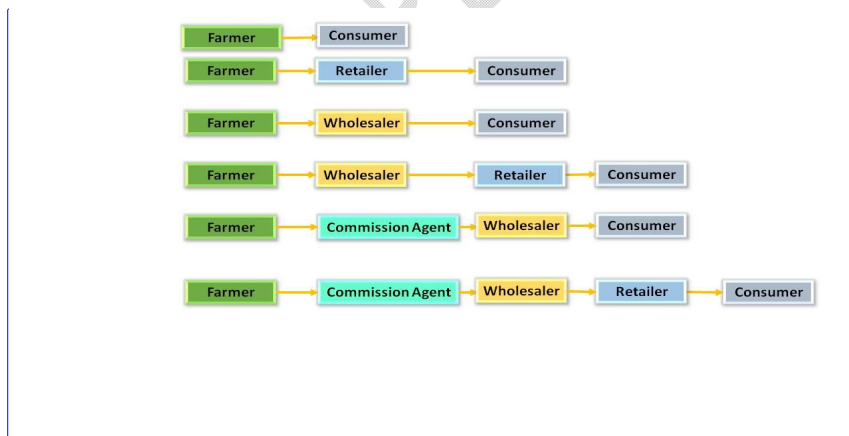 Farmer Consumer
Farmer Retailer Consumer
Farmer Wholesaler Consumer
Farmer Wholesaler Retailer Consumer
Farmer Commission Agent Wholesaler Consumer
Farmer Commission Agent Wholesaler Retailer Consumer